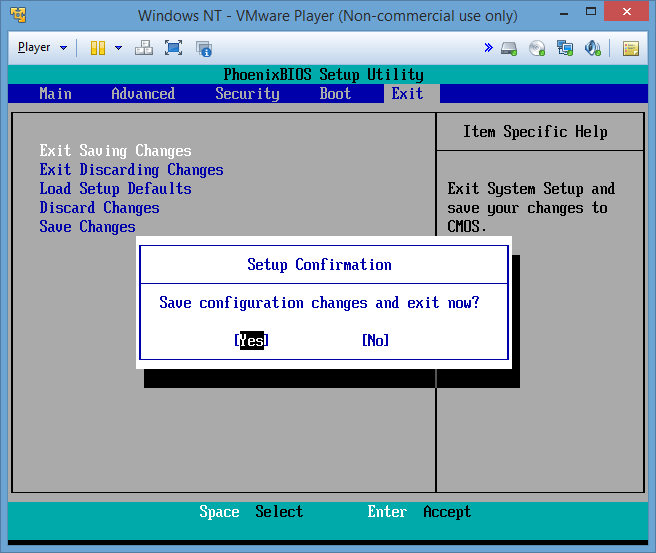 Windows NT - VMware Player (Non-commercial use only)
Player
PhoenixBIOS Setup Utility
Main Advanced Security Boot Exit
Item Specific Help
Exit Saving Changes
Exit Discarding Changes
Load Setup Defaults
Discard Changes
Save Changes
Exit System Setup and
save your changes to
CMOS.
Setup Confirmation
Save configuration changes and exit now?
[Yes] [No]
Space Select Enter Accept